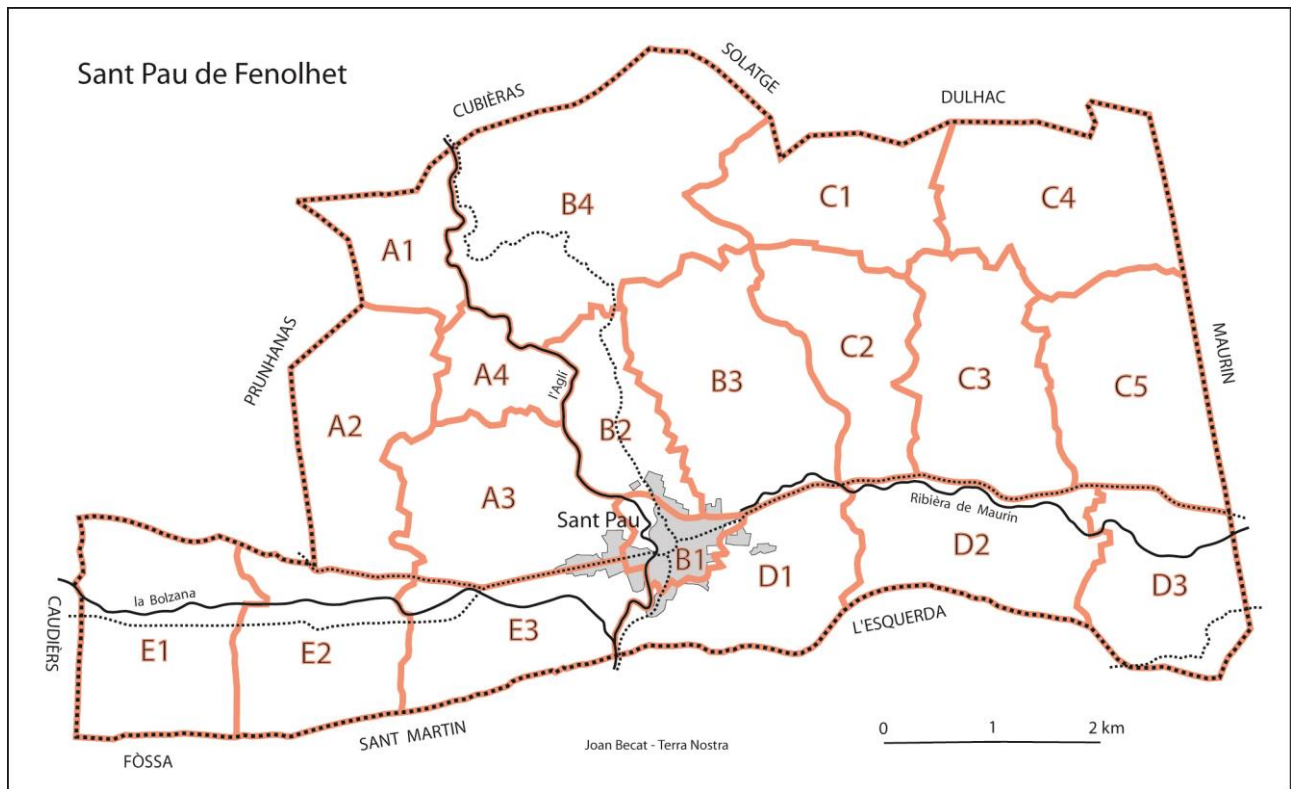 Sant Pau de Fenolhet
CUBIÈRAS
SOLATGE
DULHAC
B4
C1
C4
A1
PRUNHANAS
MAURIN
A4
l'Aglí
B3
C2
C3
C5
A2
B2
A3
Ribièra de Maurin
Sant Pau
B1
D1
D2
D3
la Bolzana
CAUDIÈRS
E1
E2
E3
L'ESQUERDA
SANT MARTIN
FÒSSA
0 1 2 km
Joan Becat - Terra Nostra